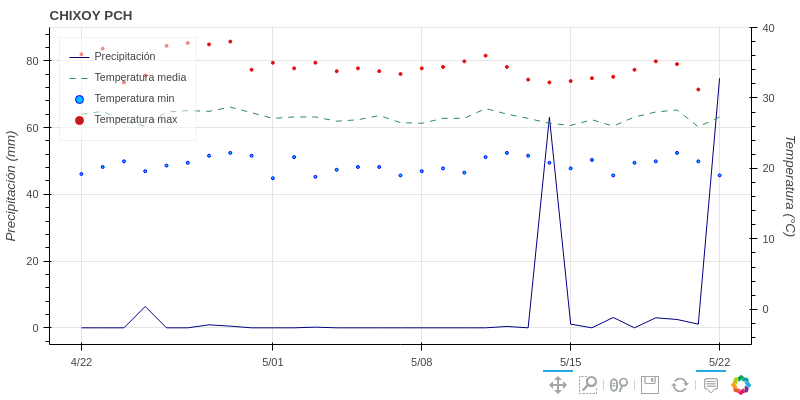 CHIXOY PCH
Precipitación
Temperatura media
Temperatura min
Temperatura max
Precipitación (mm)
80
60
40
20
0
Temperatura (°C)
40
30
20
10
0
4/22 5/01 5/08 5/15 5/22